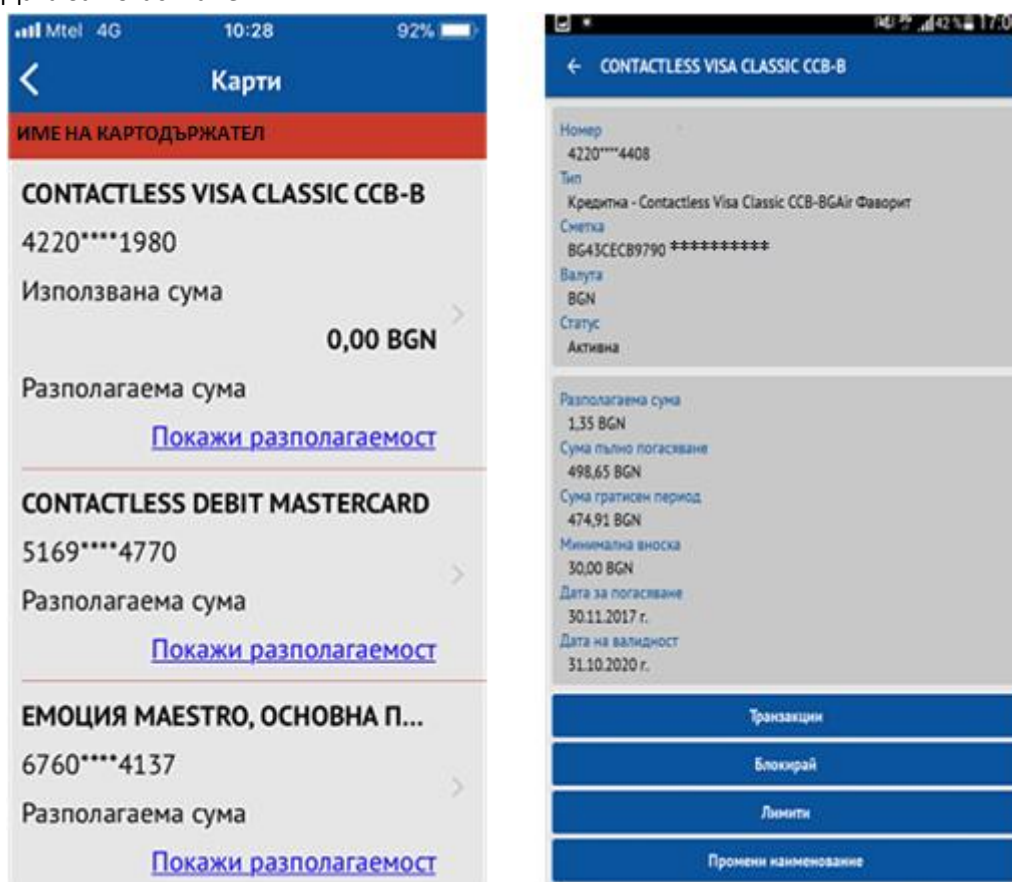 Mtel 4G 10:28 92%
Карти
ИМЕ НА КАРТОДЪРЖАТЕЛ
CONTACTLESS VISA CLASSIC CCB-B
4220****1980
Използвана сума
0,00 BGN
Разполагаема сума
Покажи разполагаемост
CONTACTLESS DEBIT MASTERCARD
5169****4770
Разполагаема сума
Покажи разполагаемост
ЕМОЦИЯ MAESTRO, ОСНОВНА П...
6760****4137
Разполагаема сума
Покажи разполагаемост
42% 17:0
CONTACTLESS VISA CLASSIC CCB-B
Номер
4220****4408
Тип
Кредитна - Contactless Visa Classic CCB-BGAir Фаворит
Сметка
BG43CECB9790 **********
Валута
BGN
Статус
Активна
Разполагаема сума
1,35 BGN
Сума пълно погасяване
498,65 BGN
Сума гратисен период
474,91 BGN
Минимална вноска
30,00 BGN
Дата за погасяване
30.11.2017 г.
Дата на валидност
31.10.2020 г.
Транзакции
Блокирай
Лимити
Промени наименование